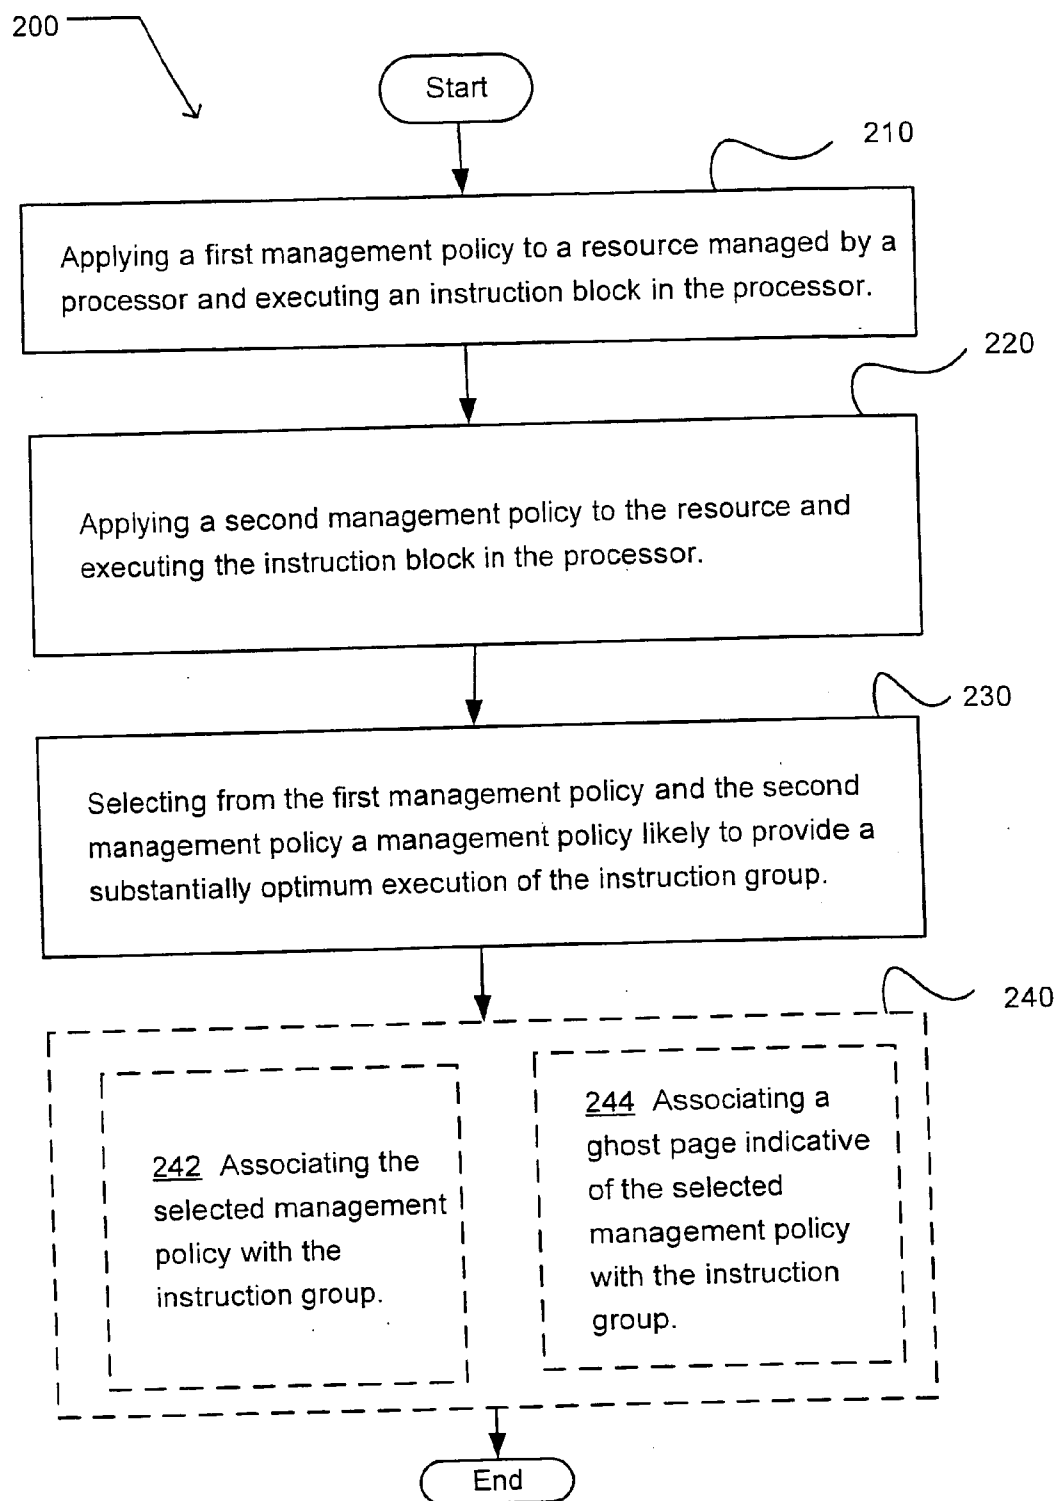 200
Start
210
Applying a first management policy to a resource managed by a
processor and executing an instruction block in the processor.
220
Applying a second management policy to the resource and
executing the instruction block in the processor.
230
Selecting from the first management policy and the second
management policy a management policy likely to provide a
substantially optimum execution of the instruction group.
240
242 Associating the
selected management
policy with the
instruction group.
244 Associating a
ghost page indicative
of the selected
management policy
with the instruction
group.
End